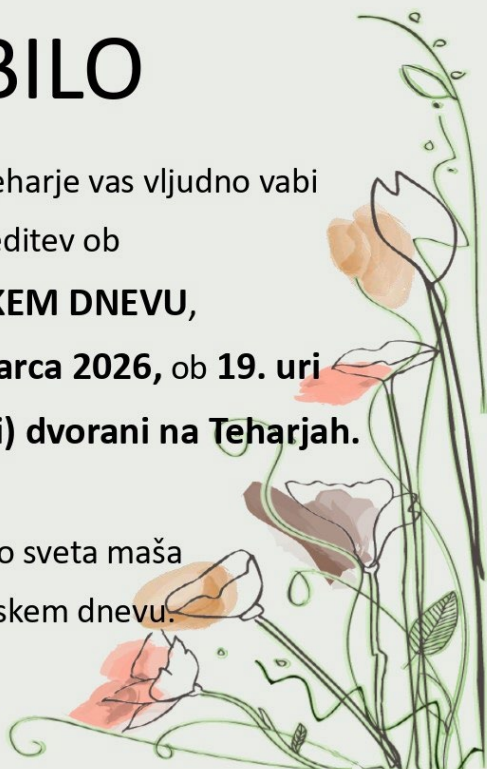 BILO
eharje vas vljudno vabi
editev ob
KEM DNEVU,
arca 2026, ob 19. uri
i) dvorani na Teharjah.
o sveta maša
skem dnevu.